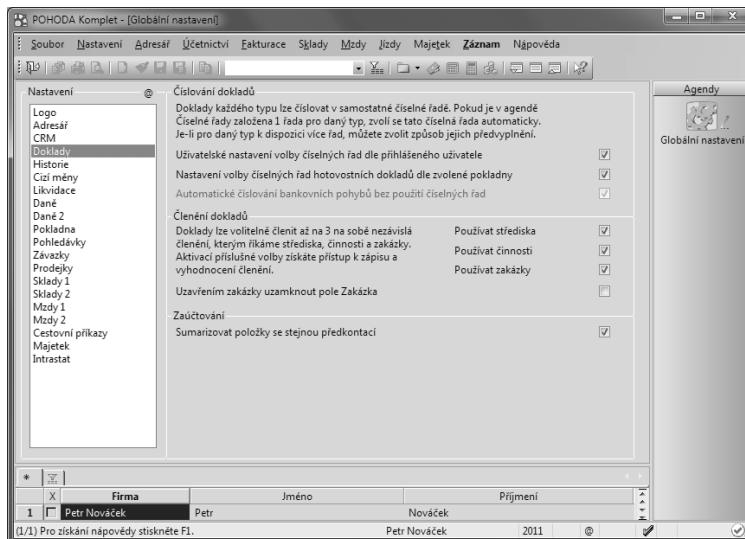 POHODA Komplet - [Globální nastavení]
Soubor Nastavení Adresář Účetnictví Fakturace Sklady Mzdy Jízdy Majetek Záznam Nápověda
Nastavení @
Logo
Adresář
CRM
Doklady
Historie
Cizí měny
Likvidace
Daně
Daně 2
Pokladna
Pohledávky
Závazky
Prodejky
Sklady 1
Sklady 2
Mzdy 1
Mzdy 2
Cestovní příkazy
Majetek
Intrastat
Číslování dokladů
Doklady každého typu lze číslovat v samostatné číselné řadě. Pokud je v agendě
Číselné řady založena 1 řada pro daný typ, zvolí se tato číselná řada automaticky.
Je-li pro daný typ k dispozici více řad, můžete zvolit způsob jejich předvyplnění.
Uživatelské nastavení volby číselných řad dle přihlášeného uživatele
Nastavení volby číselných řad hotovostních dokladů dle zvolené pokladny
Automatické číslování bankovních pohybů bez použití číselných řad
Členění dokladů
Doklady lze volitelně členit až na 3 na sobě nezávislá
členění, kterým říkáme střediska, činnosti a zakázky.
Aktivací příslušné volby získáte přístup k zápisu a
vyhodnocení členění.
Používat střediska
Používat činnosti
Používat zakázky
Uzavřením zakázky uzamknout pole Zakázka
Zaúčtování
Sumarizovat položky se stejnou předkontací
Agendy
Globální nastavení
*
X Firma Jméno Příjmení
1 Petr Nováček Petr Nováček
(1/1) Pro získání nápovědy stiskněte F1. Petr Nováček 2011 @